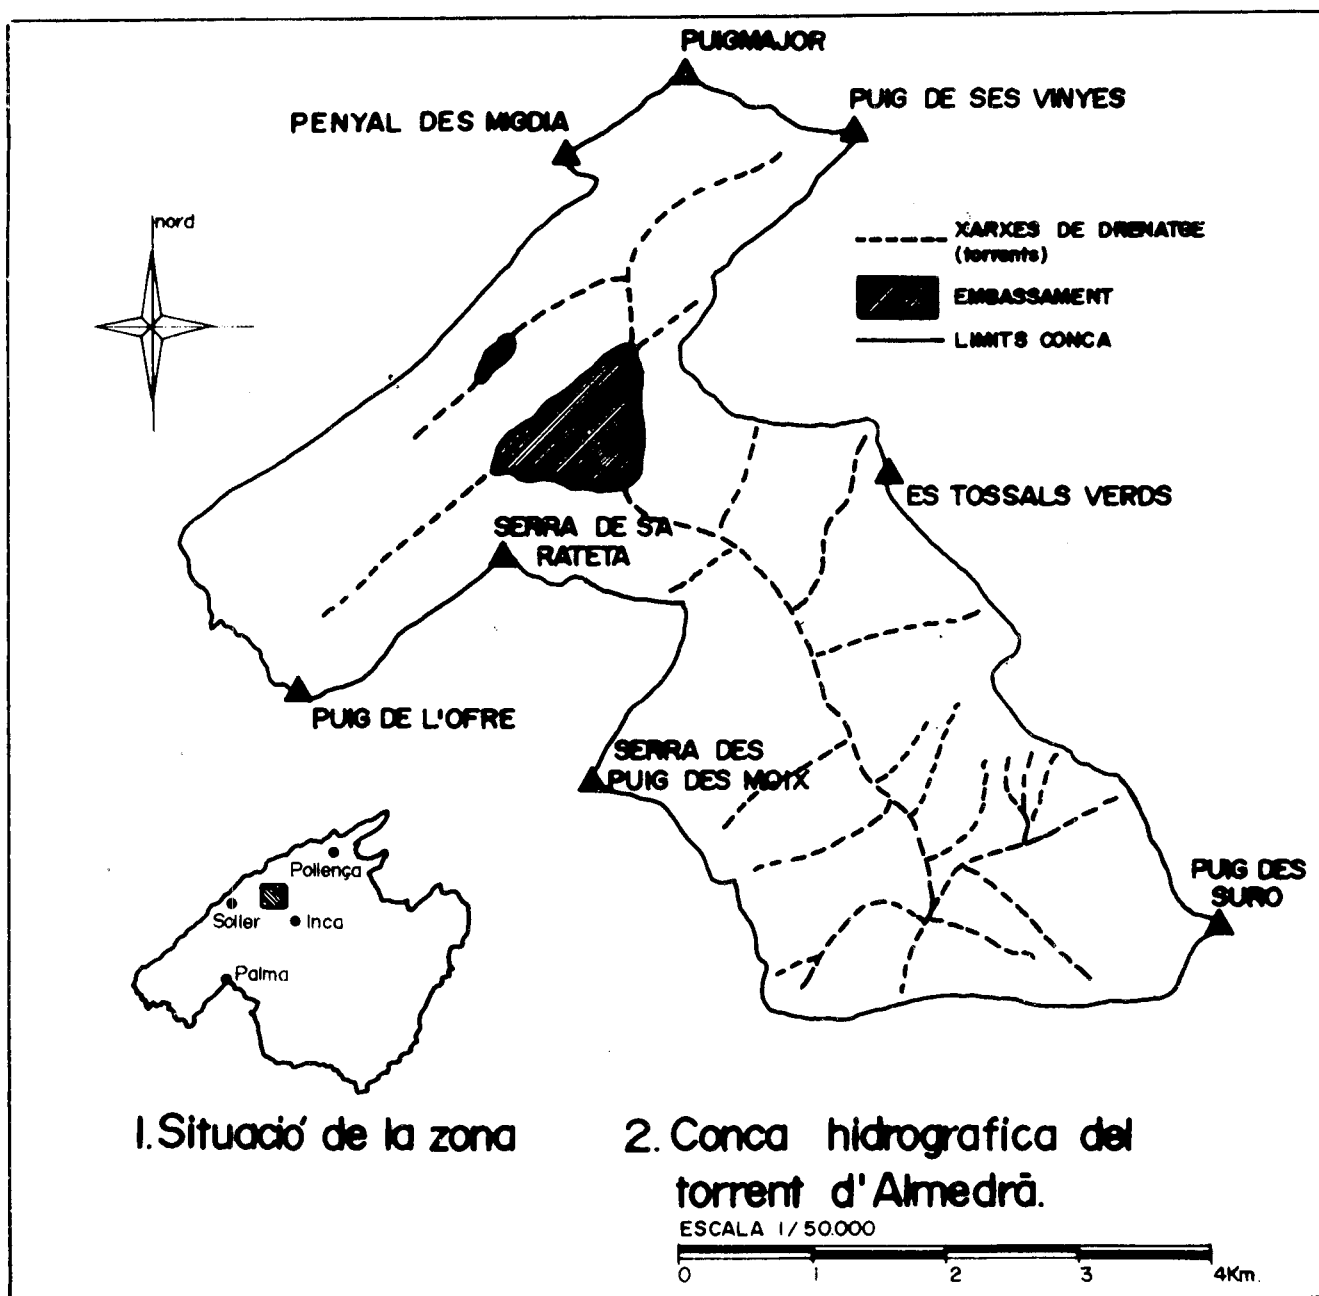 PUIGMAJOR
PUIG DE SES VINYES
PENYAL DES MIGDIA
nord
XARXES DE DRENATGE
(torrents)
EMBASSAMENT
LIMITS CONCA
ES TOSSALS VERDS
SERRA DE SA
RATETA
PUIG DE L'OFRE
SERRA DES
PUIG DES MOIX
PUIG DES
SURO
Pollença
Soller
Inca
Palma
1. Situació de la zona
2. Conca hidrografica del
torrent d'Almedrā.
ESCALA 1/50.000
0 1 2 3 4Km.